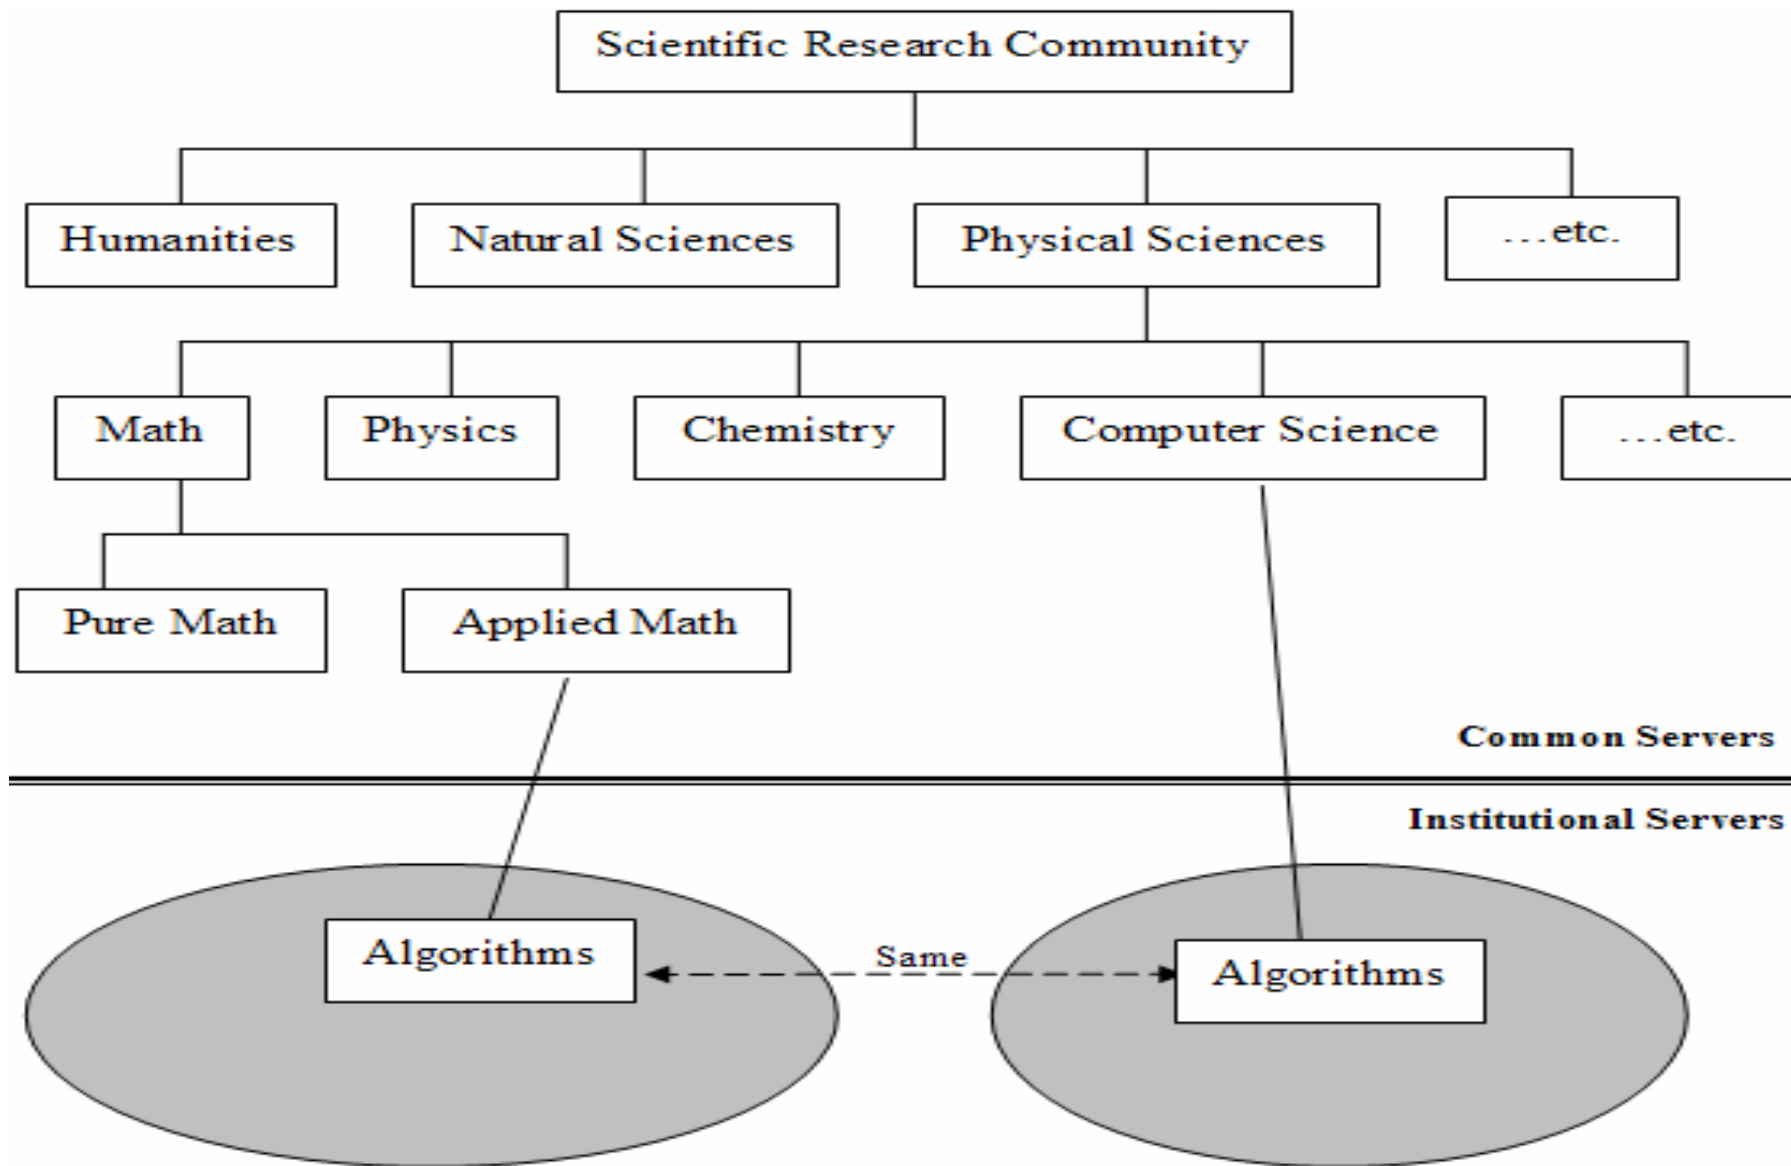 Scientific Research Community
Humanities
Natural Sciences
Physical Sciences
...etc.
Math
Physics
Chemistry
Computer Science
...etc.
Pure Math
Applied Math
Common Servers
Institutional Servers
Algorithms
Same
Algorithms